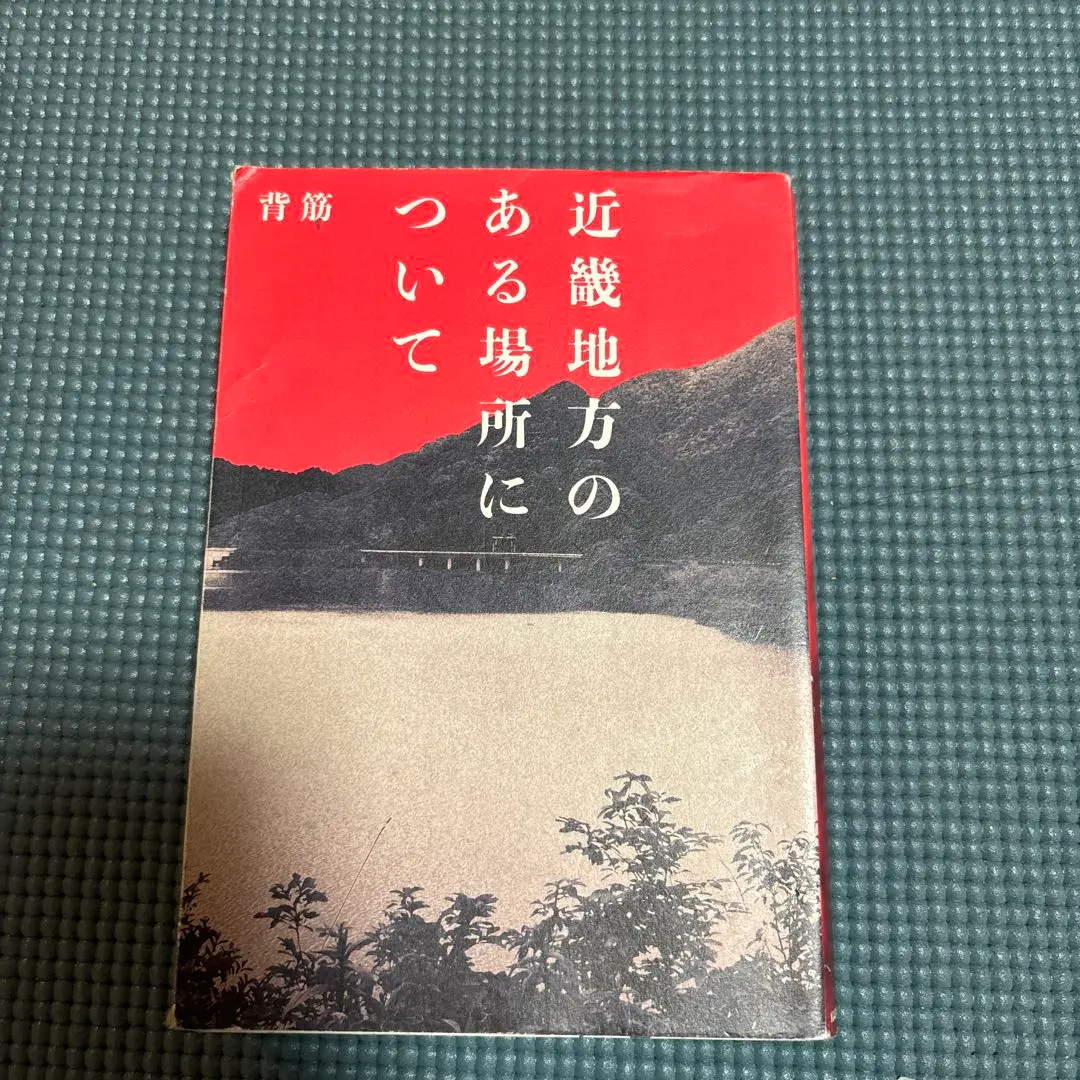 近畿地方の
ある場所に
ついて
背筋